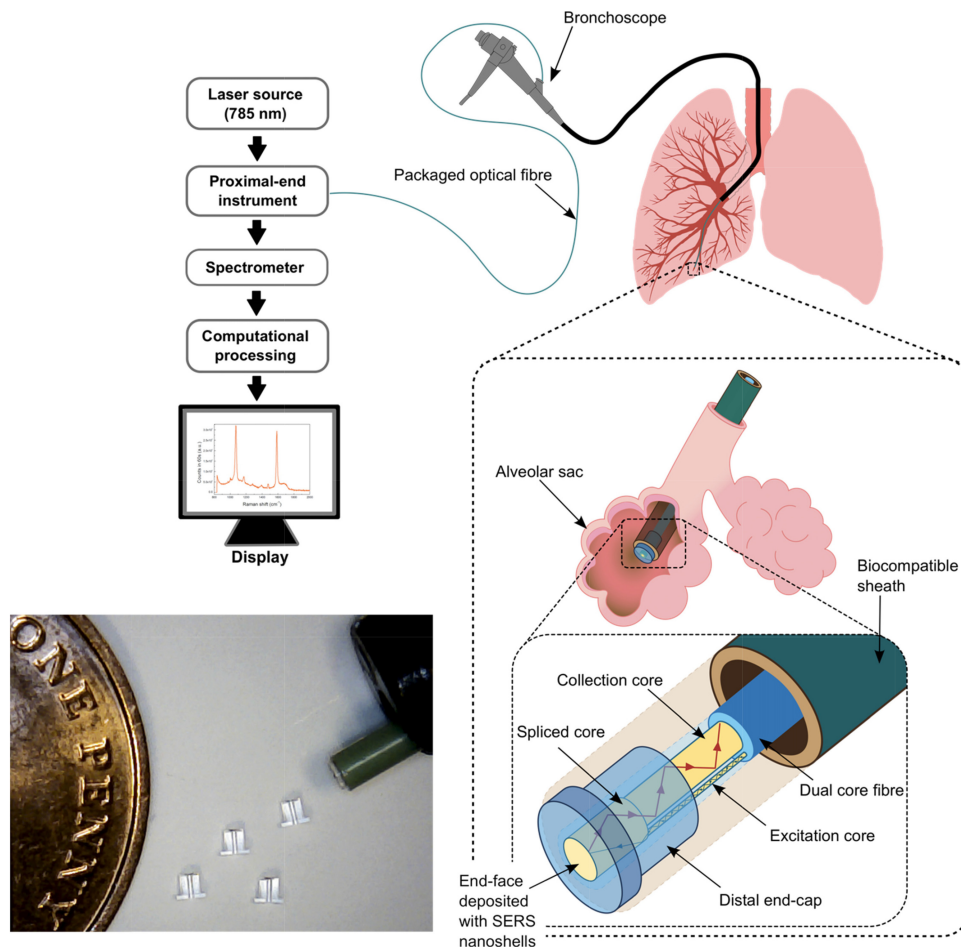 Bronchoscope
Laser source
(785 nm)
Proximal-end
instrument
Packaged optical fibre
Spectrometer
Computational
processing
Raman shift (cm⁻¹)
Display
Alveolar sac
Biocompatible
sheath
Collection core
Spliced core
Dual core fibre
Excitation core
Distal end-cap
End-face
deposited
with SERS
nanoshells
ONE PENNY